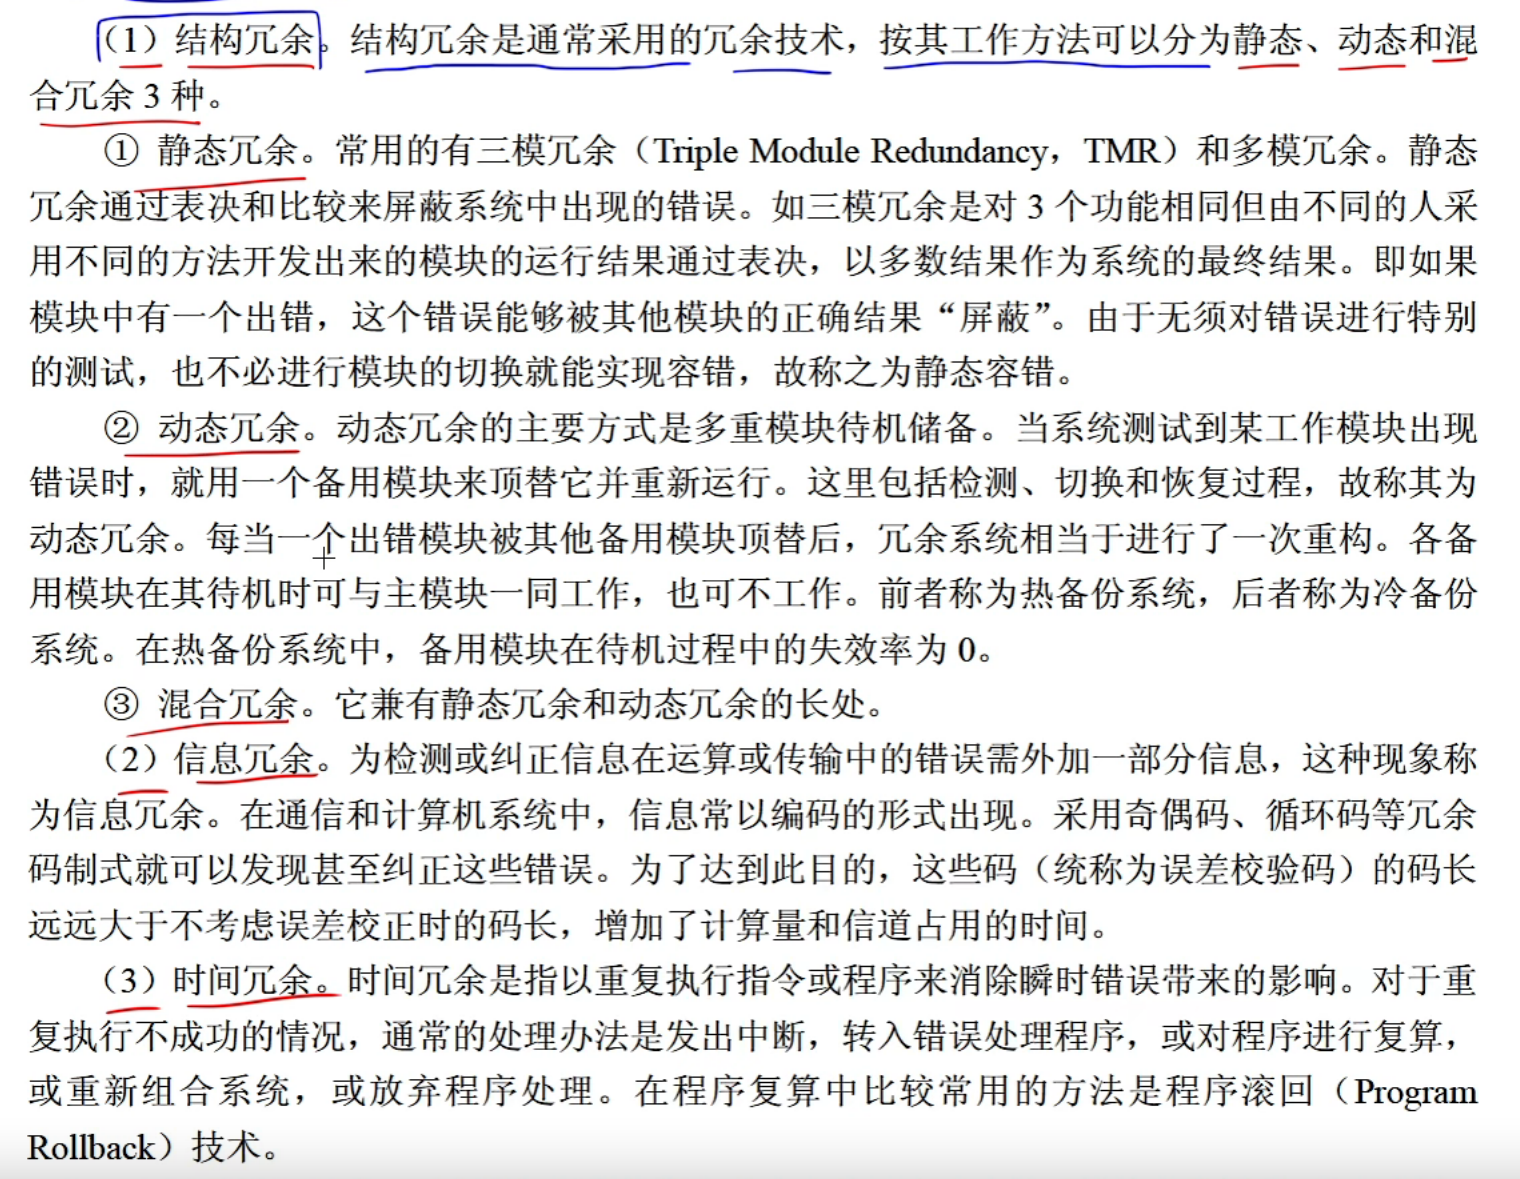 （1）结构冗余。结构冗余是通常采用的冗余技术，按其工作方法可以分为静态、动态和混
合冗余 3 种。
① 静态冗余。常用的有三模冗余（Triple Module Redundancy，TMR）和多模冗余。静态
冗余通过表决和比较来屏蔽系统中出现的错误。如三模冗余是对 3 个功能相同但由不同的人采
用不同的方法开发出来的模块的运行结果通过表决，以多数结果作为系统的最终结果。即如果
模块中有一个出错，这个错误能够被其他模块的正确结果“屏蔽”。由于无须对错误进行特别
的测试，也不必进行模块的切换就能实现容错，故称之为静态容错。
② 动态冗余。动态冗余的主要方式是多重模块待机储备。当系统测试到某工作模块出现
错误时，就用一个备用模块来顶替它并重新运行。这里包括检测、切换和恢复过程，故称其为
动态冗余。每当一个出错模块被其他备用模块顶替后，冗余系统相当于进行了一次重构。各备
用模块在其待机时可与主模块一同工作，也可不工作。前者称为热备份系统，后者称为冷备份
系统。在热备份系统中，备用模块在待机过程中的失效率为 0。
③ 混合冗余。它兼有静态冗余和动态冗余的长处。
（2）信息冗余。为检测或纠正信息在运算或传输中的错误需外加一部分信息，这种现象称
为信息冗余。在通信和计算机系统中，信息常以编码的形式出现。采用奇偶码、循环码等冗余
码制式就可以发现甚至纠正这些错误。为了达到此目的，这些码（统称为误差校验码）的码长
远远大于不考虑误差校正时的码长，增加了计算量和信道占用的时间。
（3）时间冗余。时间冗余是指以重复执行指令或程序来消除瞬时错误带来的影响。对于重
复执行不成功的情况，通常的处理办法是发出中断，转入错误处理程序，或对程序进行复算，
或重新组合系统，或放弃程序处理。在程序复算中比较常用的方法是程序滚回（Program
Rollback）技术。